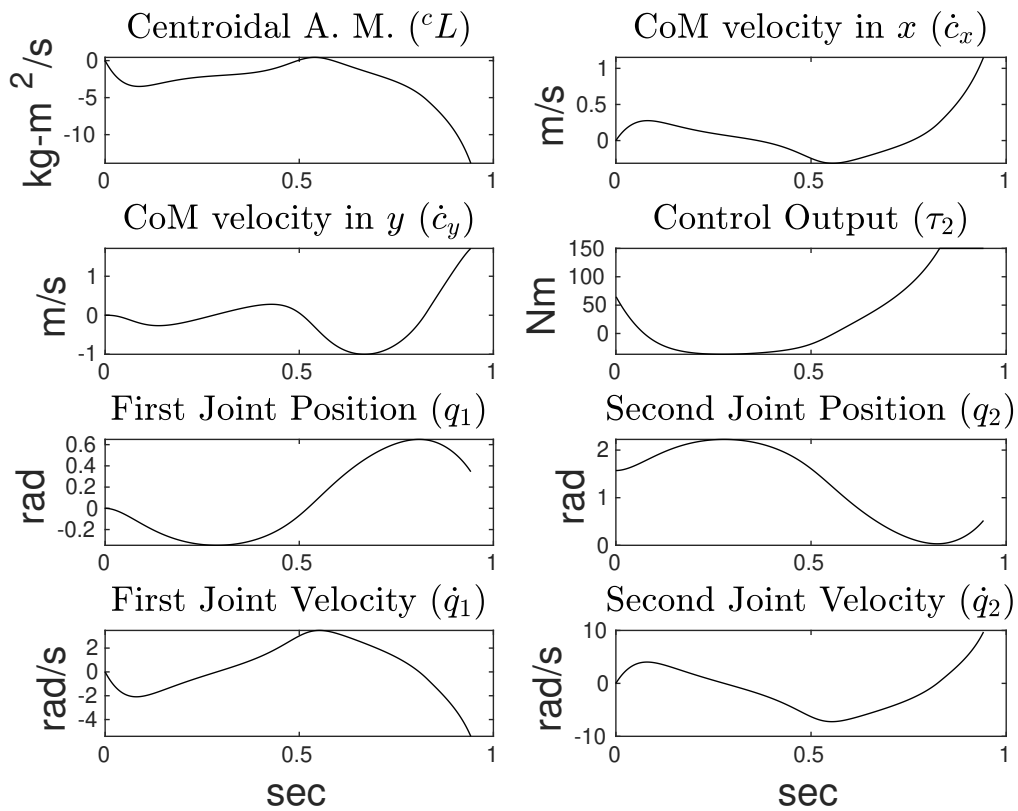 Centroidal A. M. (ᶜL)
kg-m ²/s
0
-5
-10
0 0.5 1
CoM velocity in x (ċₓ)
m/s
1
0.5
0
0 0.5 1
CoM velocity in y (ċ_y)
m/s
1
0
-1
0 0.5 1
Control Output (τ₂)
Nm
150
100
50
0
0 0.5 1
First Joint Position (q₁)
rad
0.6
0.4
0.2
0
-0.2
0 0.5 1
Second Joint Position (q₂)
rad
2
1
0
0 0.5 1
First Joint Velocity (q̇₁)
rad/s
2
0
-2
-4
0 0.5 1
sec
Second Joint Velocity (q̇₂)
rad/s
10
0
-10
0 0.5 1
sec